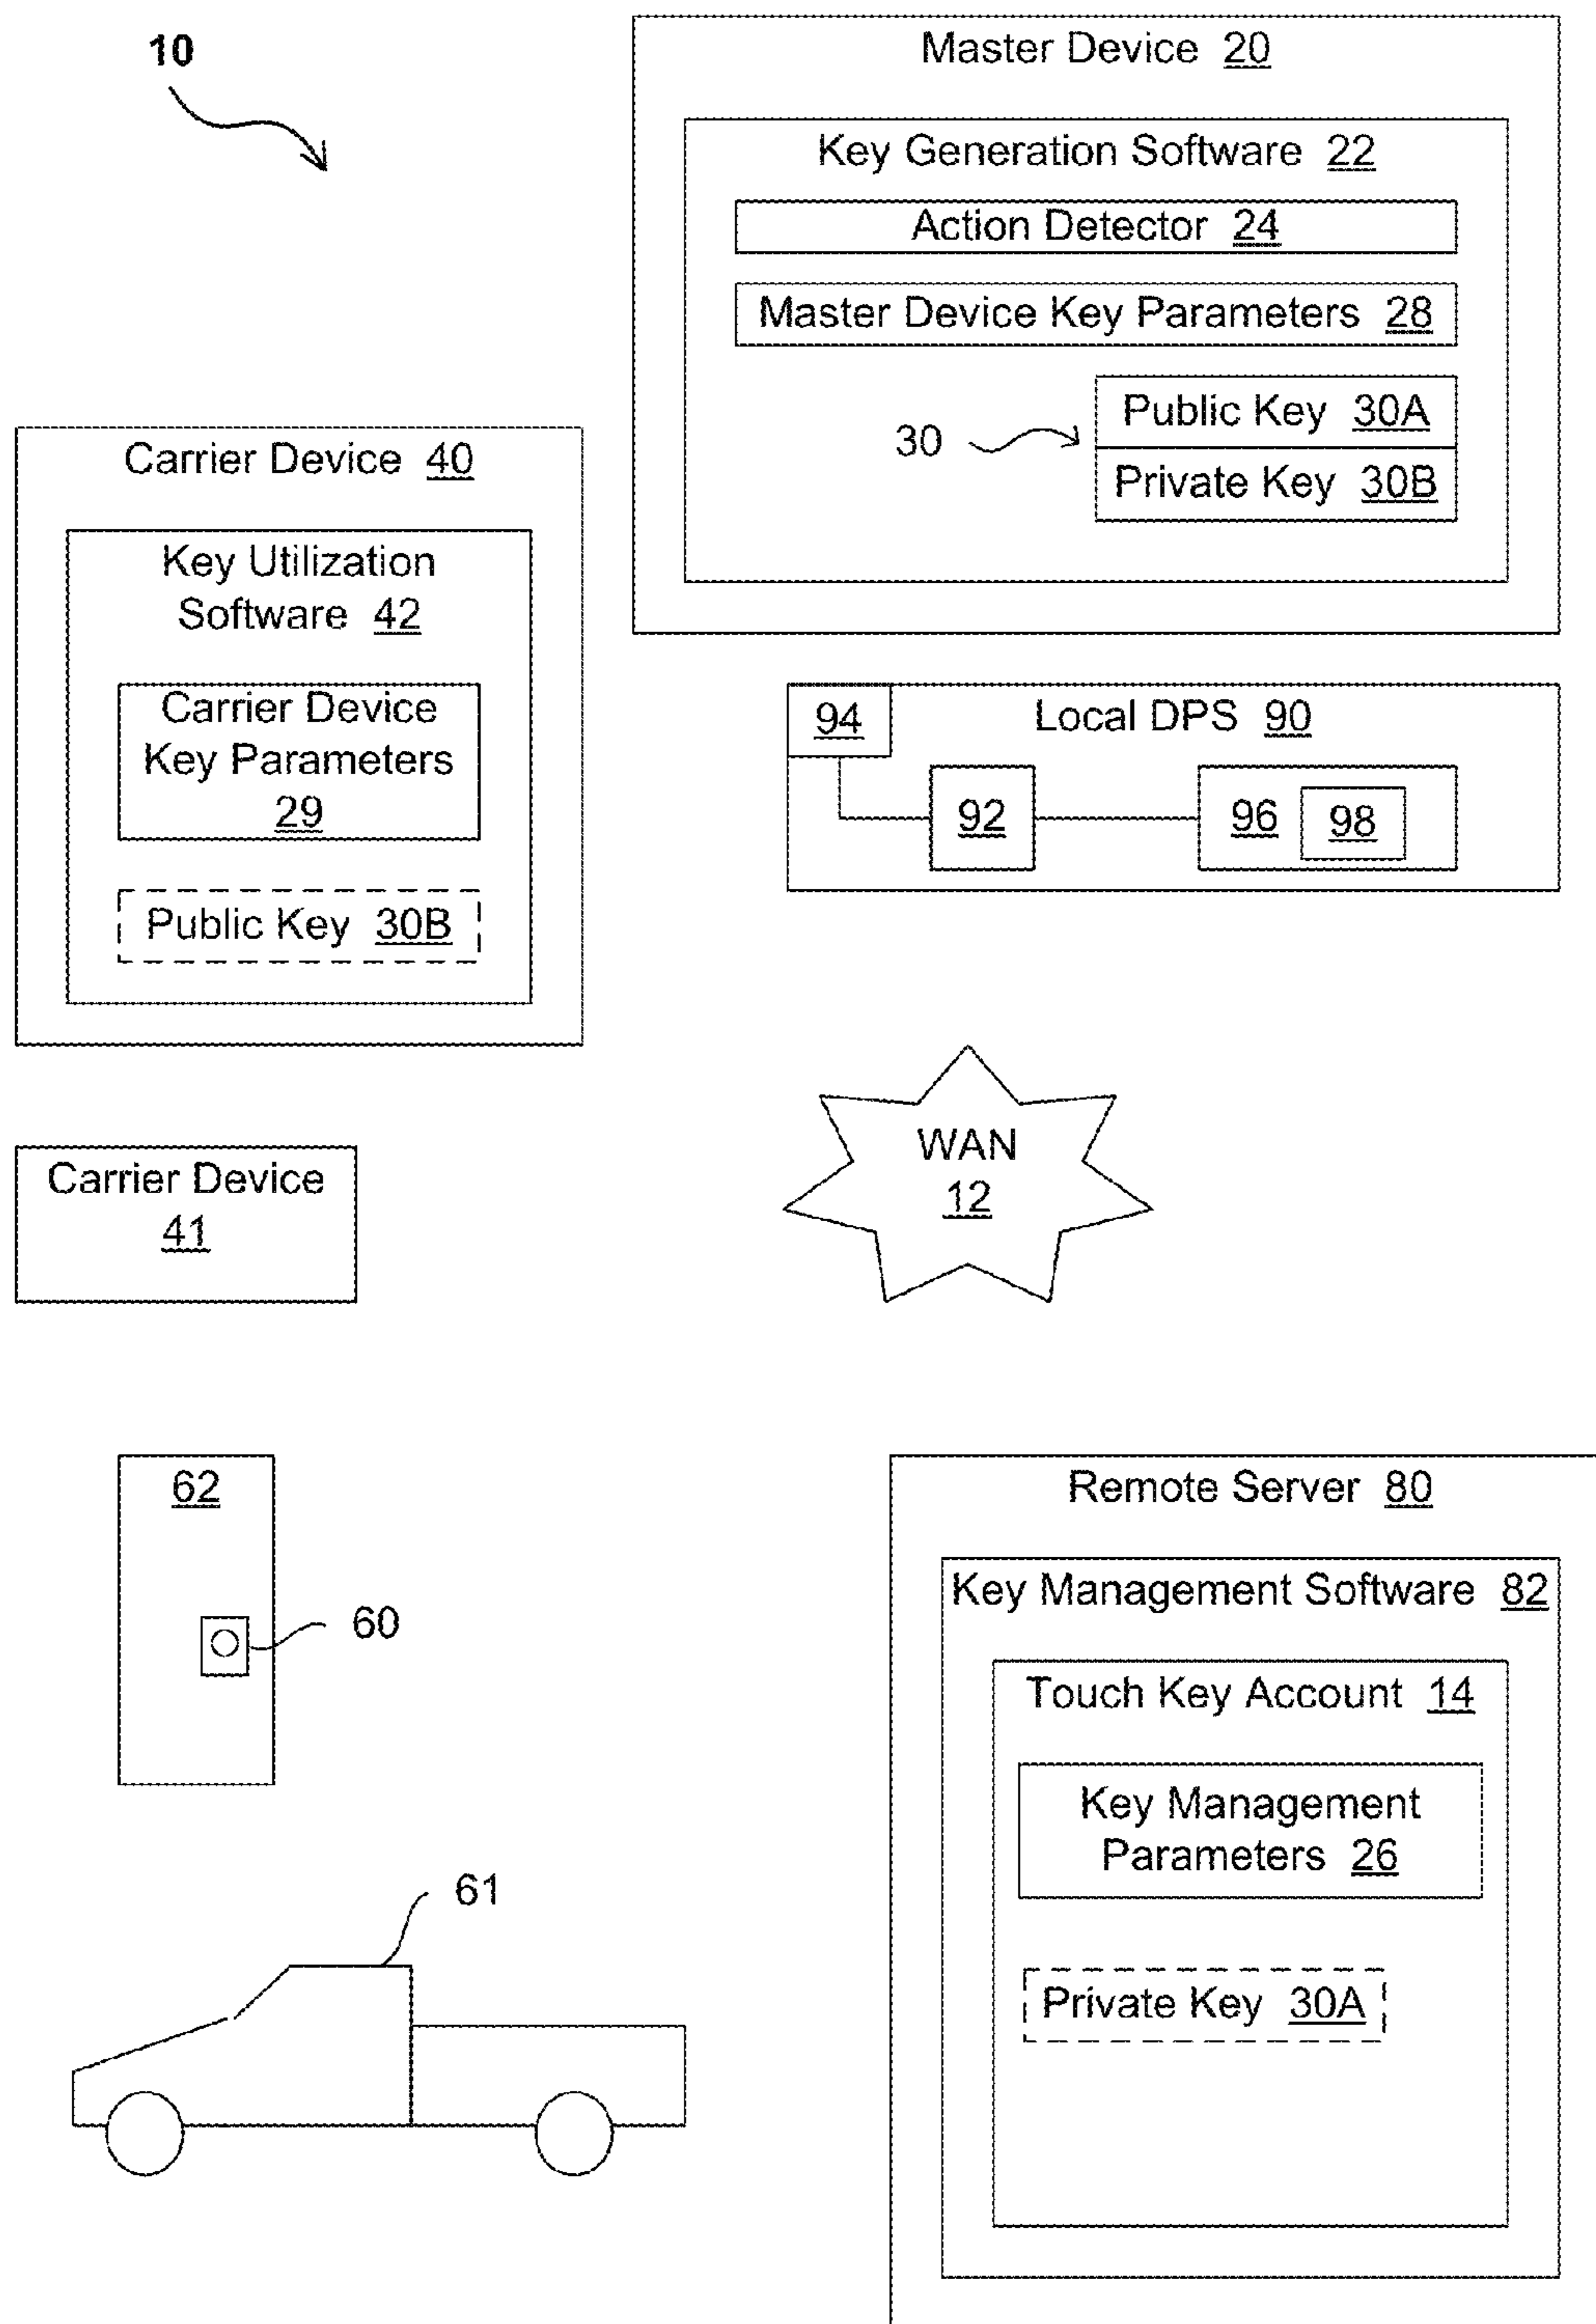 10
Master Device 20
Key Generation Software 22
Action Detector 24
Master Device Key Parameters 28
30
Public Key 30A
Private Key 30B
Carrier Device 40
Key Utilization
Software 42
Carrier Device
Key Parameters
29
Public Key 30B
94
Local DPS 90
92
96
98
Carrier Device
41
WAN
12
62
60
61
Remote Server 80
Key Management Software 82
Touch Key Account 14
Key Management
Parameters 26
Private Key 30A